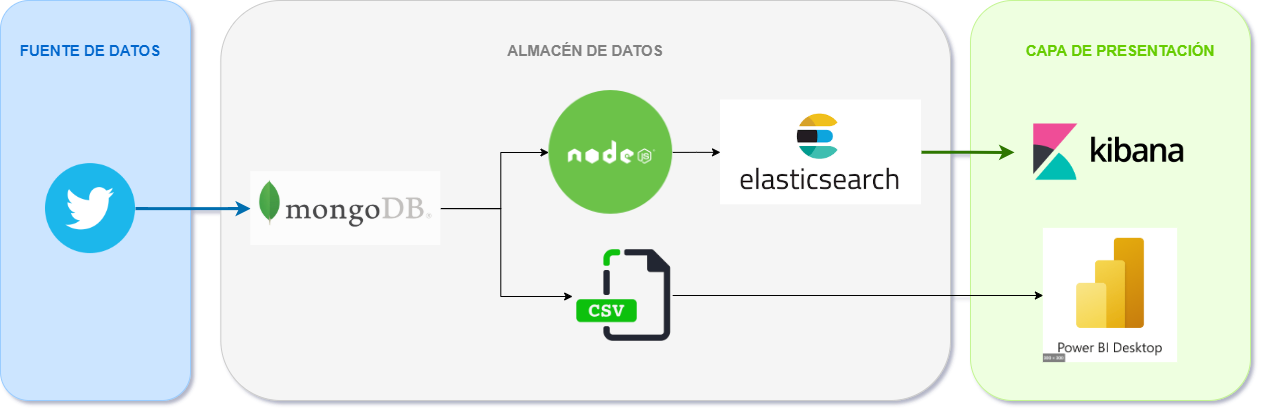 FUENTE DE DATOS
ALMACÉN DE DATOS
CAPA DE PRESENTACIÓN
node JS
elasticsearch
kibana
mongoDB®
CSV
Power BI Desktop